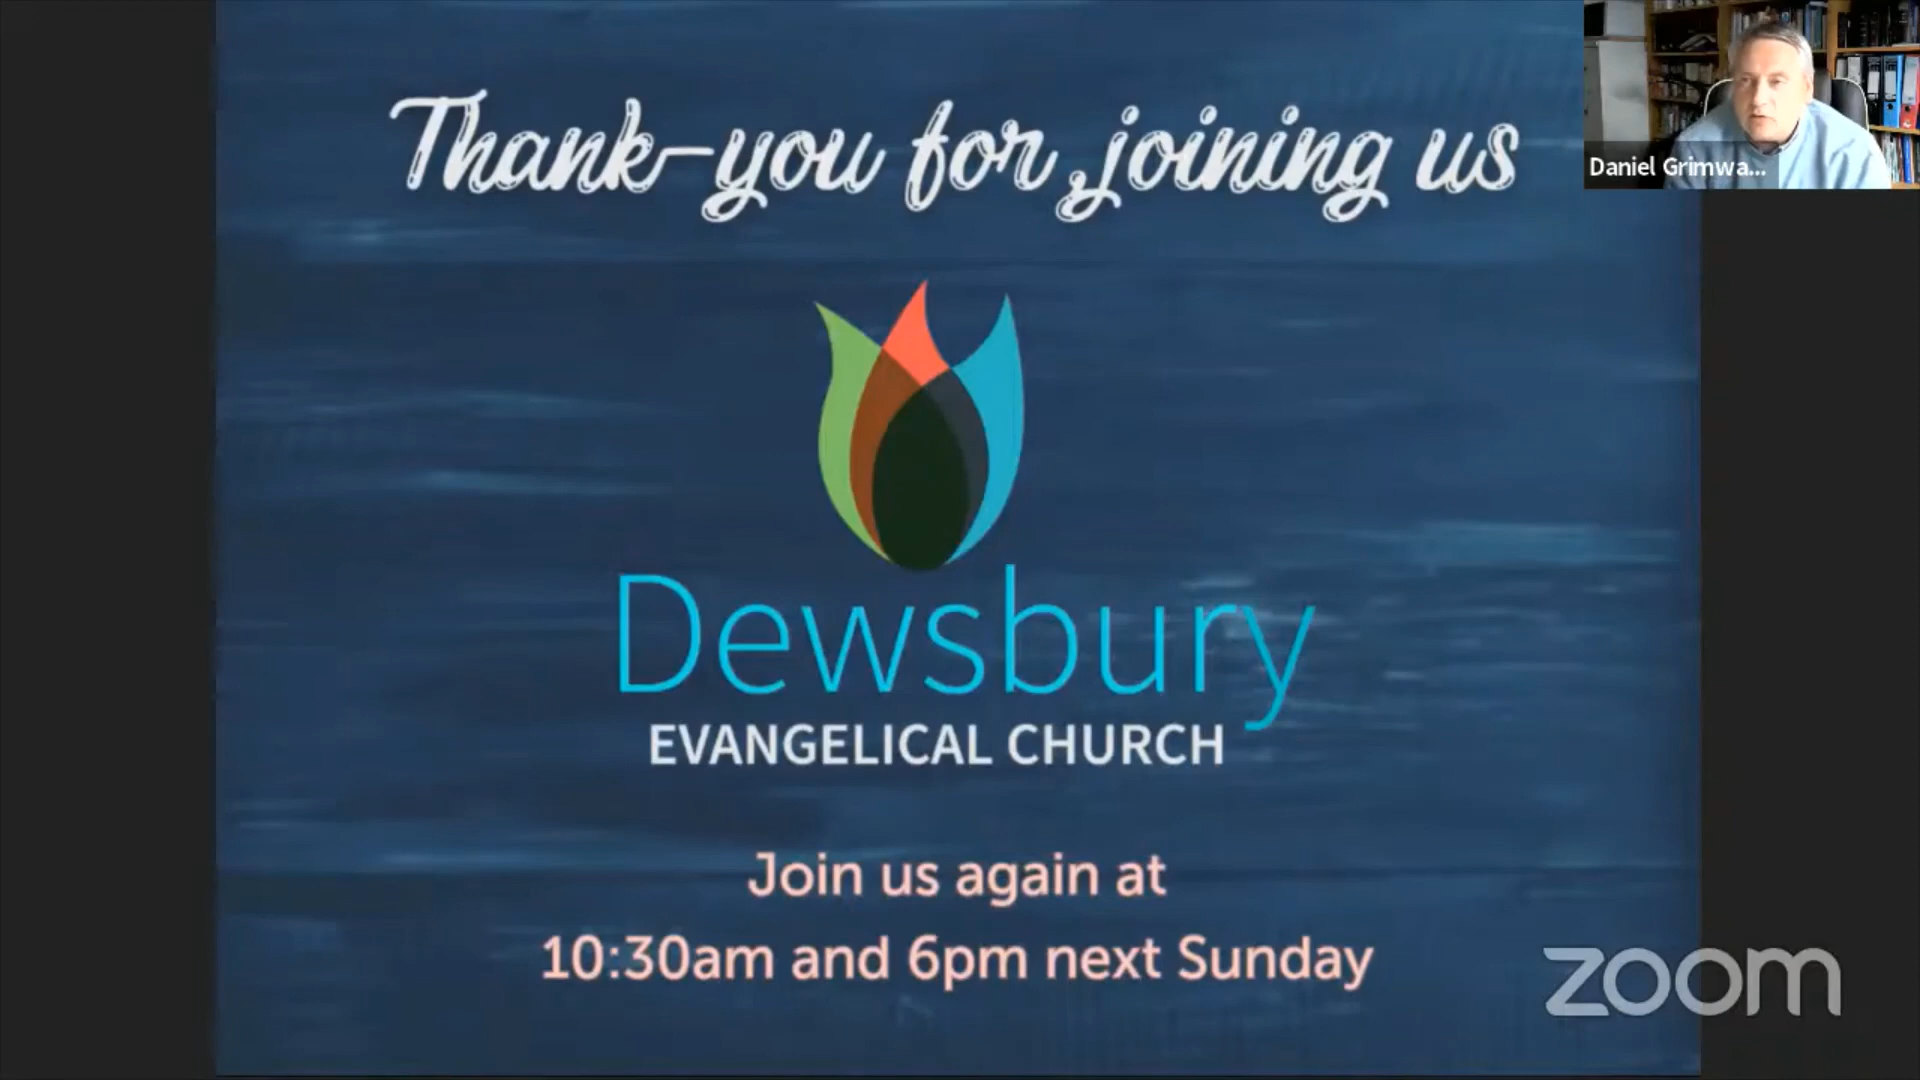 Thank-you for joining us
Daniel Grimwa...
Dewsbury
EVANGELICAL CHURCH
Join us again at
10:30am and 6pm next Sunday
zoom